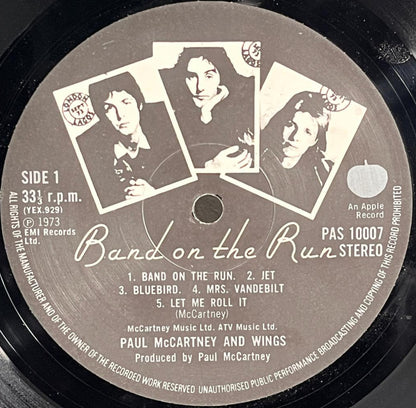 LONDON
LAGOS
LONDON
LAGOS
SIDE 1
33⅓ r.p.m.
(YEX.929)
Ⓟ 1973
EMI Records
Ltd.
An Apple
Record
PAS 10007
STEREO
Band on the Run
1. BAND ON THE RUN. 2. JET
3. BLUEBIRD. 4. MRS. VANDEBILT
5. LET ME ROLL IT
(McCartney)
McCartney Music Ltd. ATV Music Ltd.
PAUL McCARTNEY AND WINGS
Produced by Paul McCartney
ALL RIGHTS OF THE MANUFACTURER AND OF THE OWNER OF THE RECORDED WORK RESERVED UNAUTHORISED PUBLIC PERFORMANCE BROADCASTING AND COPYING OF THIS RECORD PROHIBITED